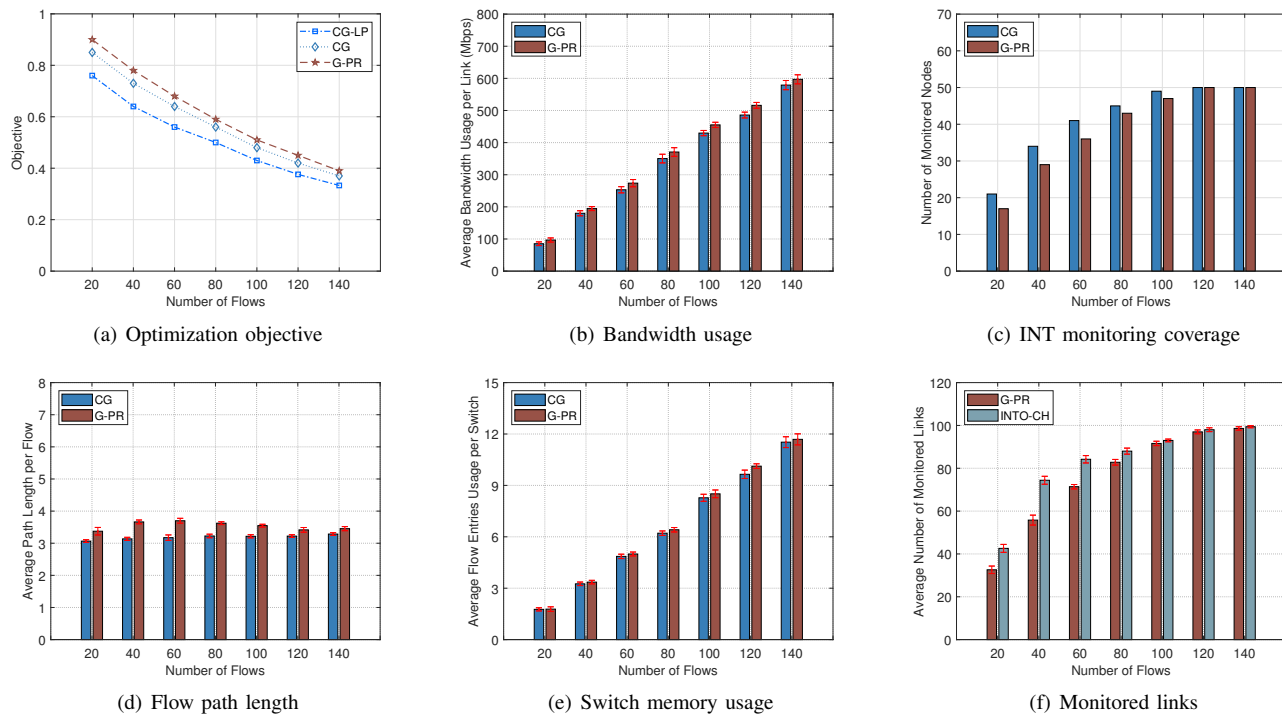 1
0.8
0.6
0.4
0.2
0
Objective
CG-LP
CG
G-PR
20 40 60 80 100 120 140
Number of Flows
(a) Optimization objective
800
700
600
500
400
300
200
100
0
Average Bandwidth Usage per Link (Mbps)
CG
G-PR
20 40 60 80 100 120 140
Number of Flows
(b) Bandwidth usage
70
60
50
40
30
20
10
0
Number of Monitored Nodes
CG
G-PR
20 40 60 80 100 120 140
Number of Flows
(c) INT monitoring coverage
8
7
6
5
4
3
2
1
0
Average Path Length per Flow
CG
G-PR
20 40 60 80 100 120 140
Number of Flows
(d) Flow path length
15
12
9
6
3
0
Average Flow Entries Usage per Switch
CG
G-PR
20 40 60 80 100 120 140
Number of Flows
(e) Switch memory usage
120
100
80
60
40
20
0
Average Number of Monitored Links
G-PR
INTO-CH
20 40 60 80 100 120 140
Number of Flows
(f) Monitored links